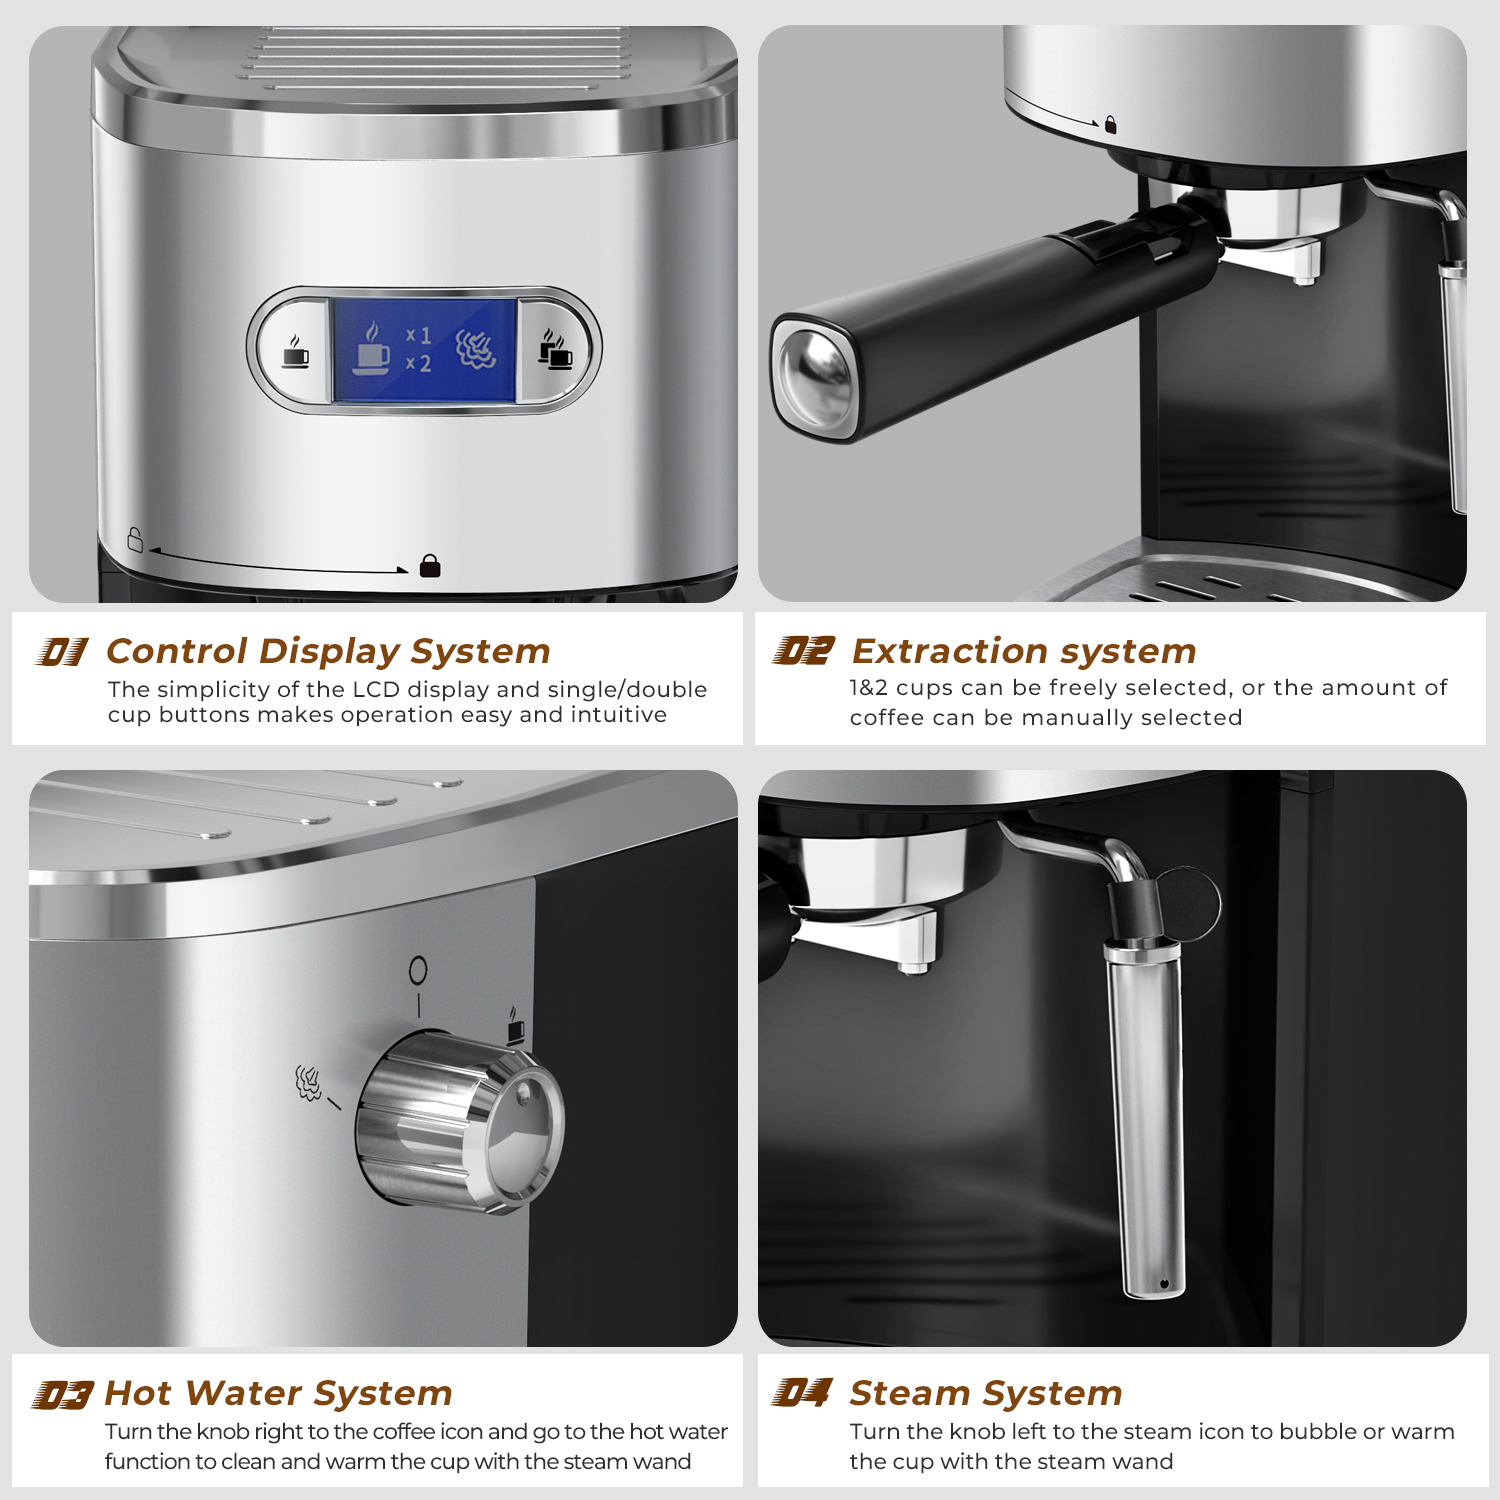 x 1
x 2
01 Control Display System
The simplicity of the LCD display and single/double
cup buttons makes operation easy and intuitive
02 Extraction system
1&2 cups can be freely selected, or the amount of
coffee can be manually selected
03 Hot Water System
Turn the knob right to the coffee icon and go to the hot water
function to clean and warm the cup with the steam wand
04 Steam System
Turn the knob left to the steam icon to bubble or warm
the cup with the steam wand